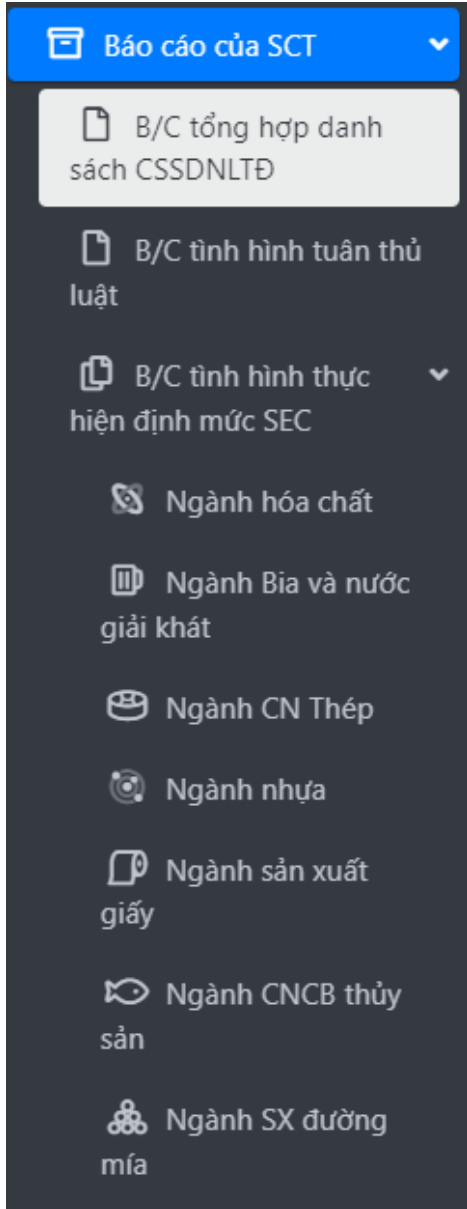 Báo cáo của SCT
B/C tổng hợp danh
sách CSSDNLTĐ
B/C tình hình tuân thủ
luật
B/C tình hình thực
hiện định mức SEC
Ngành hóa chất
Ngành Bia và nước
giải khát
Ngành CN Thép
Ngành nhựa
Ngành sản xuất
giấy
Ngành CNCB thủy
sản
Ngành SX đường
mía